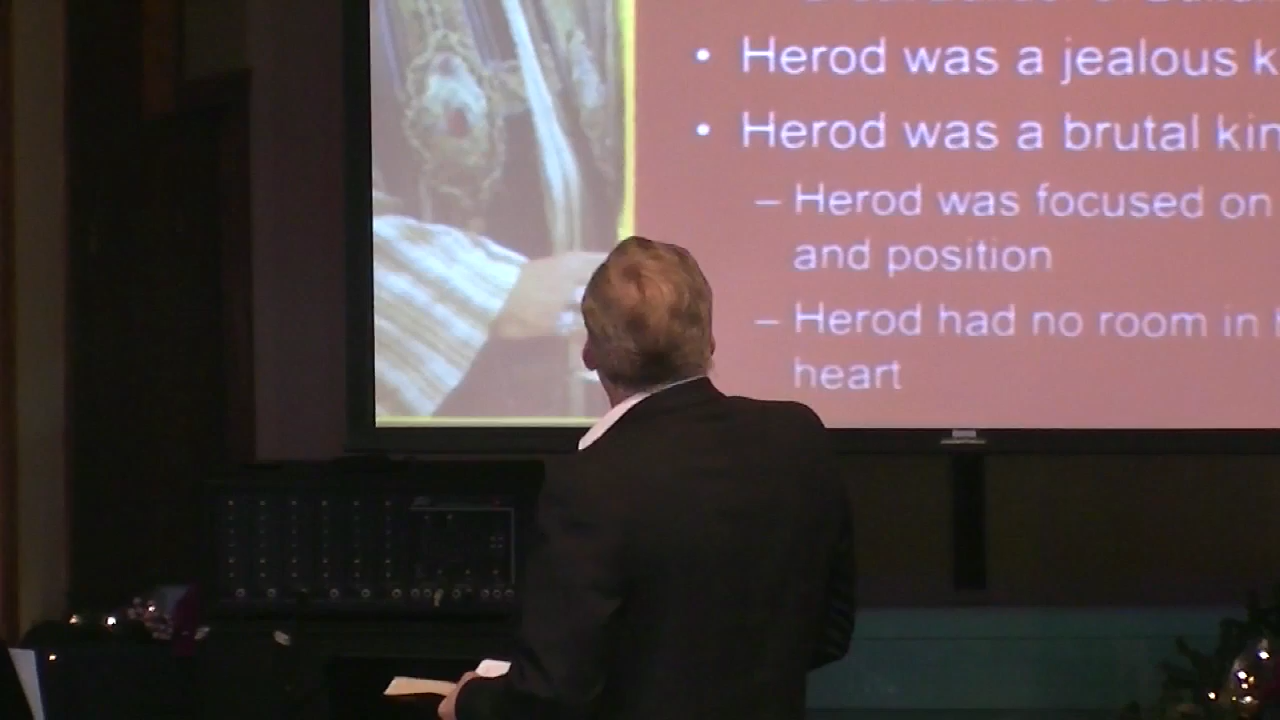 • Herod was a jealous k
• Herod was a brutal kin
– Herod was focused on
and position
– Herod had no room in
heart